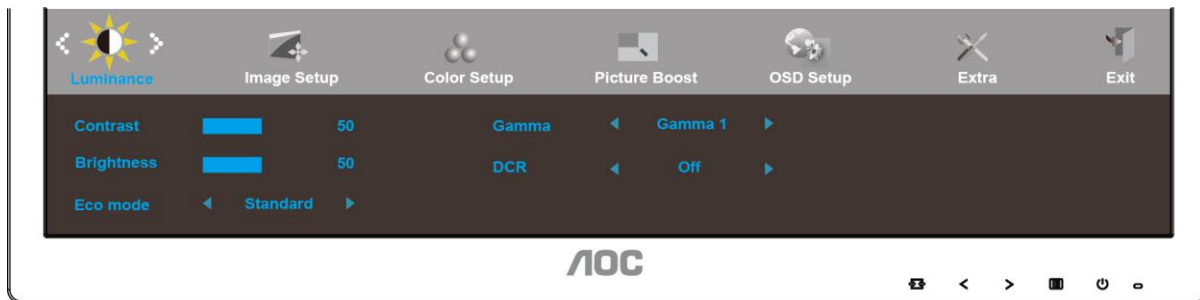 Luminance Image Setup Color Setup Picture Boost OSD Setup Extra Exit
Contrast 50 Gamma Gamma 1
Brightness 50 DCR Off
Eco mode Standard
AOC